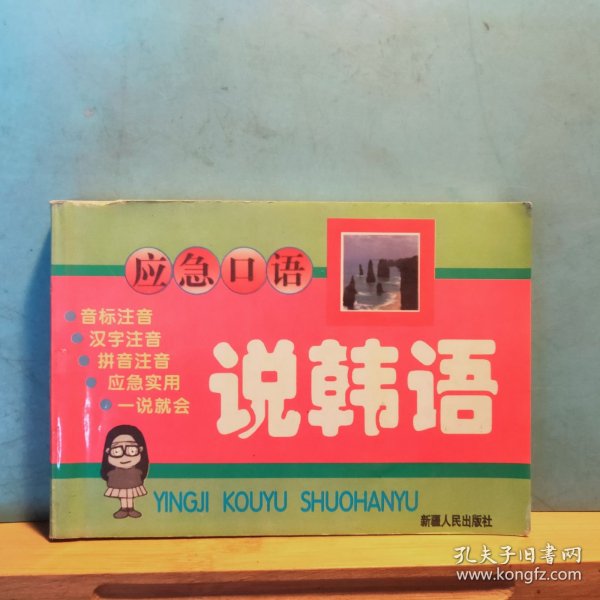 应急口语
音标注音
汉字注音
拼音注音
应急实用
一说就会
说韩语
YINGJI KOUYU SHUOHANYU
新疆人民出版社
孔夫子旧书网
www.kongfz.com